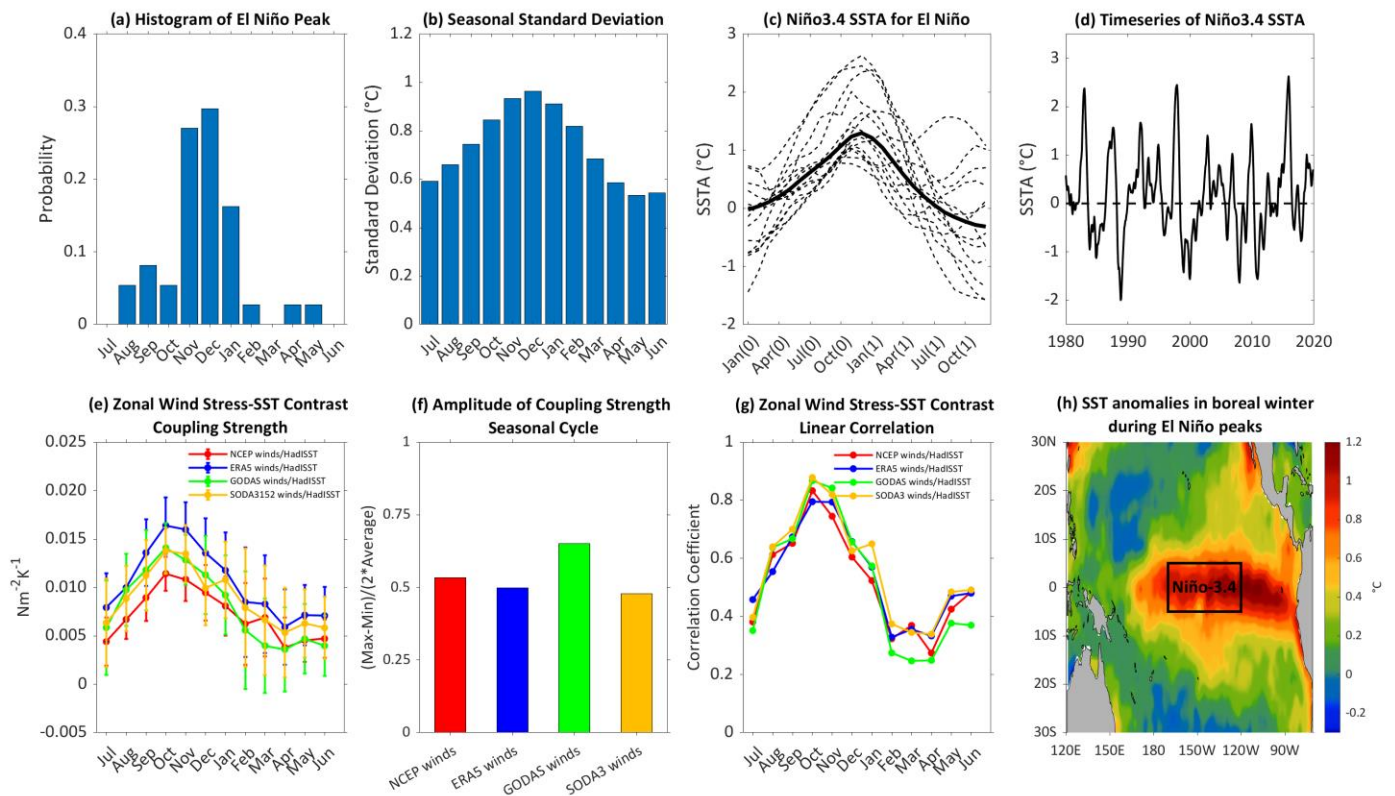 (a) Histogram of El Niño Peak
0.4
0.3
0.2
0.1
0
Probability
Jul
Aug
Sep
Oct
Nov
Dec
Jan
Feb
Mar
Apr
May
Jun
(b) Seasonal Standard Deviation
1.2
1
0.8
0.6
0.4
0.2
0
Standard Deviation (°C)
Jul
Aug
Sep
Oct
Nov
Dec
Jan
Feb
Mar
Apr
May
Jun
(c) Niño3.4 SSTA for El Niño
3
2
1
0
-1
-2
SSTA (°C)
Jan(0)
Apr(0)
Jul(0)
Oct(0)
Jan(1)
Apr(1)
Jul(1)
Oct(1)
(d) Timeseries of Niño3.4 SSTA
3
2
1
0
-1
-2
SSTA (°C)
1980
1990
2000
2010
2020
(e) Zonal Wind Stress-SST Contrast
Coupling Strength
0.025
0.020
0.015
0.010
0.005
0
-0.005
Nm-2K-1
NCEP winds/HadISST
ERA5 winds/HadISST
GODAS winds/HadISST
SODA3152 winds/HadISST
Jul
Aug
Sep
Oct
Nov
Dec
Jan
Feb
Mar
Apr
May
Jun
(f) Amplitude of Coupling Strength
Seasonal Cycle
1
0.75
0.5
0.25
0
(Max-Min)/(2*Average)
NCEP winds
ERA5 winds
GODAS winds
SODA3 winds
(g) Zonal Wind Stress-SST Contrast
Linear Correlation
1
0.8
0.6
0.4
0.2
0
Correlation Coefficient
NCEP winds/HadISST
ERA5 winds/HadISST
GODAS winds/HadISST
SODA3 winds/HadISST
Jul
Aug
Sep
Oct
Nov
Dec
Jan
Feb
Mar
Apr
May
Jun
(h) SST anomalies in boreal winter
during El Niño peaks
30N
20S
10S
0
10S
20S
30S
Niño-3.4
120E
150E
180
150W
120W
90W
1.2
1
0.8
0.6
0.4
0.2
0
-0.2
°C